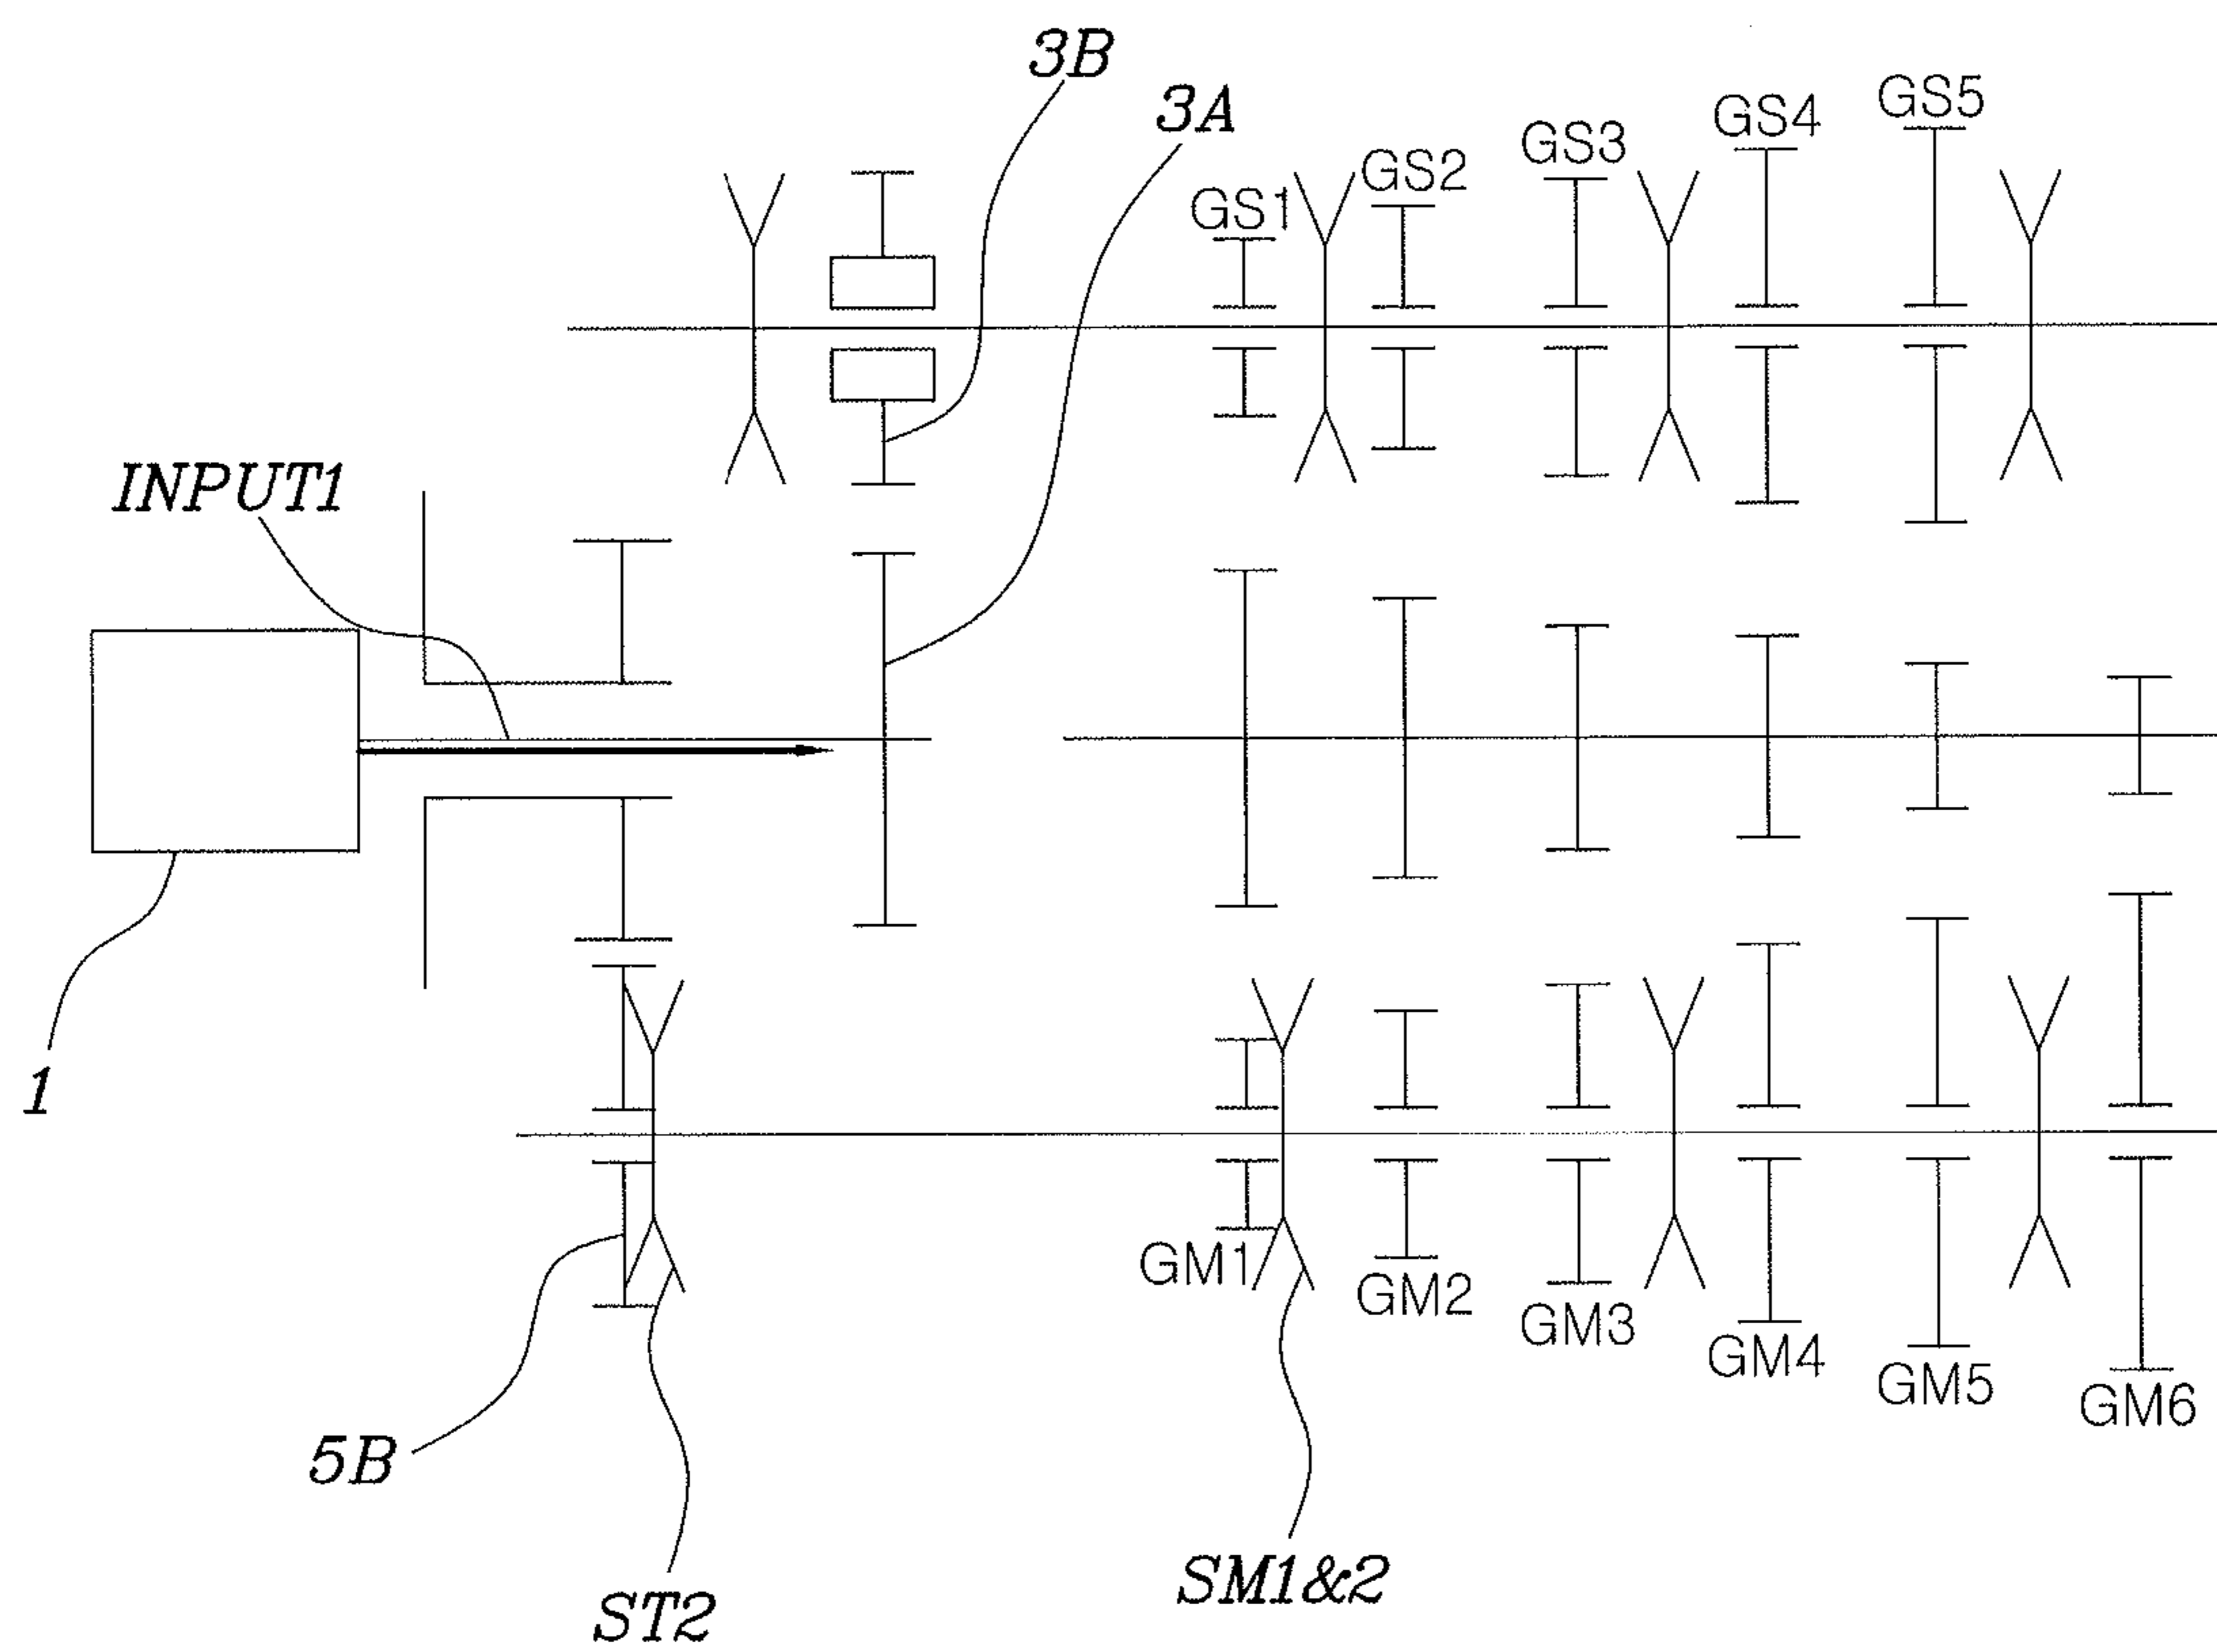 3B
3A
GS5
GS4
GS3
GS2
GS1
INPUT1
1
GM1
GM2
GM3
GM4
GM5
GM6
5B
ST2
SM1&2